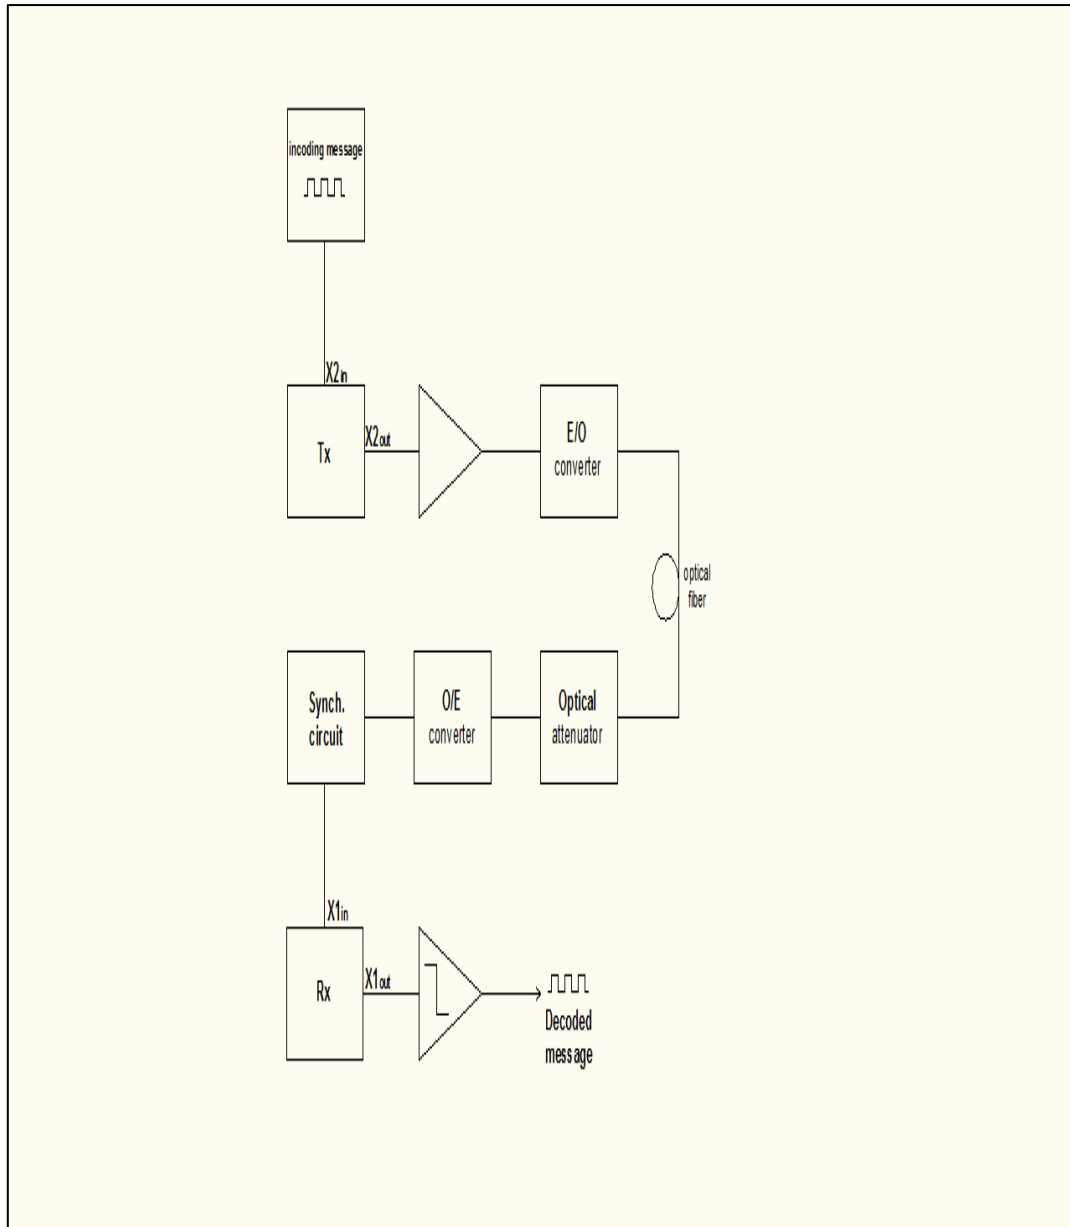 incoding message
X2in
Tx
X2out
E/O
converter
optical
fiber
Synch.
circuit
O/E
converter
Optical
attenuator
X1in
Rx
X1out
Decoded
message